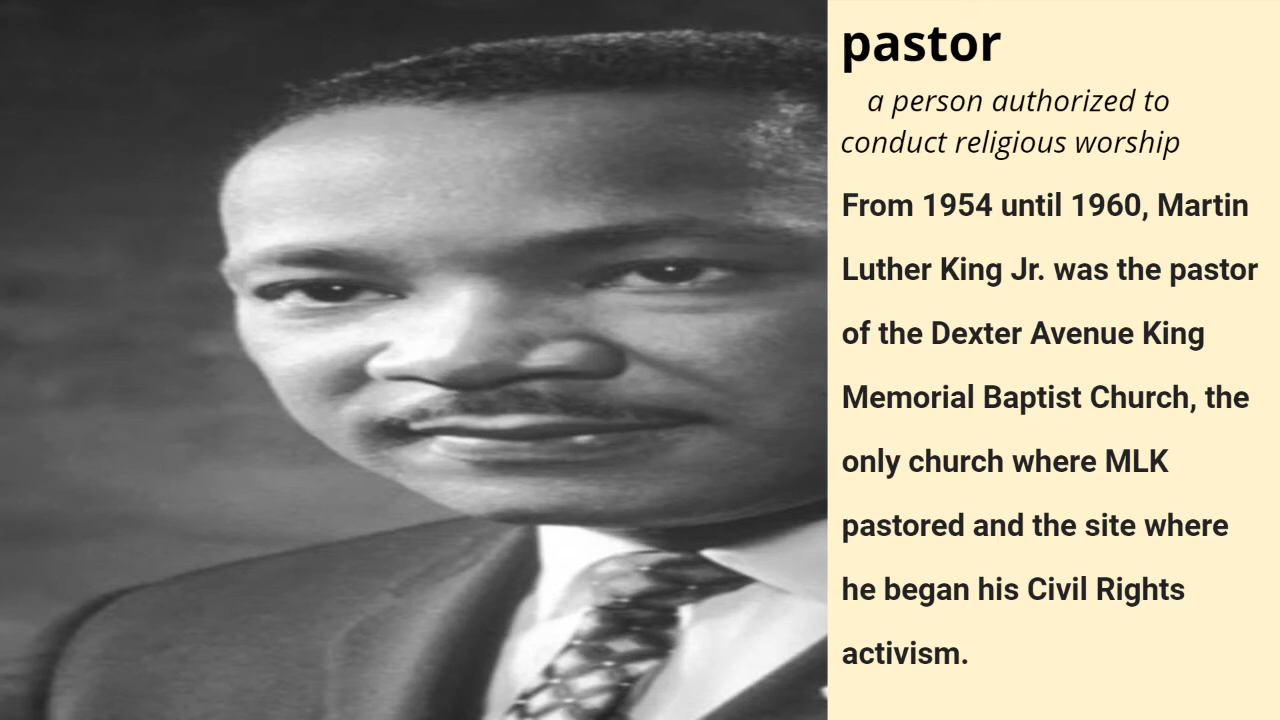 pastor
a person authorized to
conduct religious worship
From 1954 until 1960, Martin
Luther King Jr. was the pastor
of the Dexter Avenue King
Memorial Baptist Church, the
only church where MLK
pastored and the site where
he began his Civil Rights
activism.